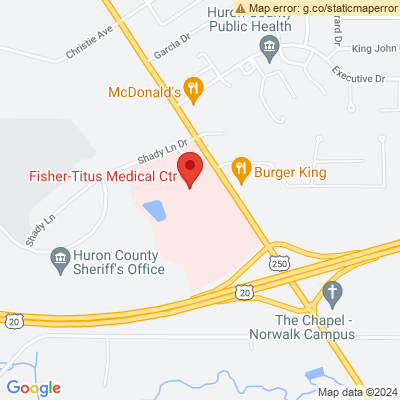 Map error: g.co/staticmaperror
Huron County
Public Health
Garcia Dr
Christie Ave
King John
Executive Dr
McDonald's
Shady Ln Dr
Fisher-Titus Medical Ctr
Burger King
Shady Ln
Huron County
Sheriff's Office
250
20
20
The Chapel -
Norwalk Campus
Google
Map data ©2024